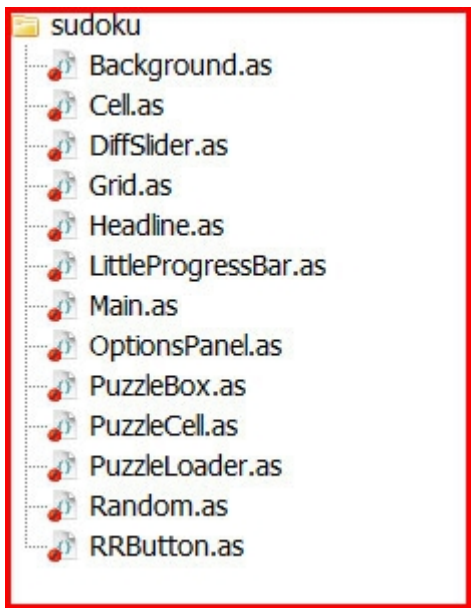 sudoku
Background.as
Cell.as
DiffSlider.as
Grid.as
Headline.as
LittleProgressBar.as
Main.as
OptionsPanel.as
PuzzleBox.as
PuzzleCell.as
PuzzleLoader.as
Random.as
RRButton.as